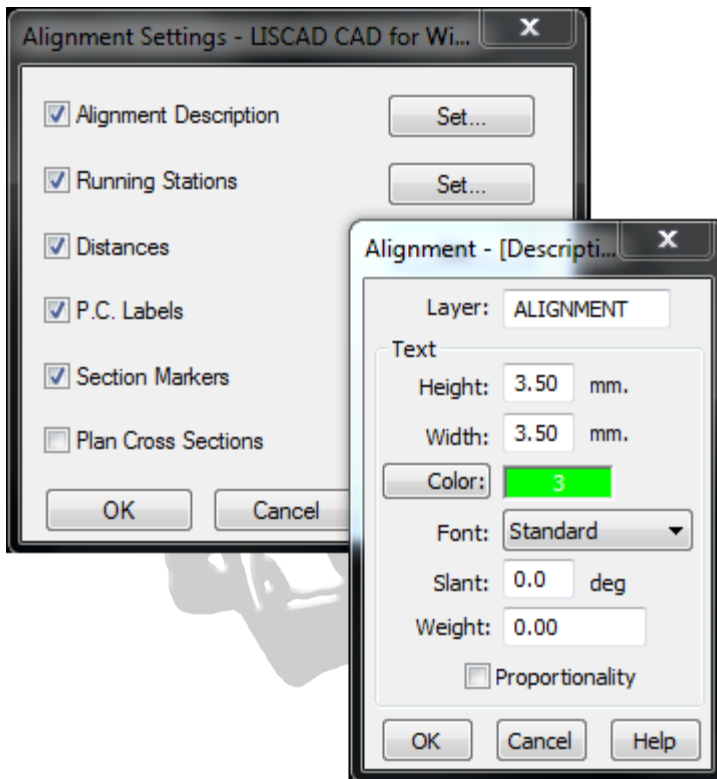 Alignment Settings - LISCAD CAD for Wi... X
Alignment Description Set...
Running Stations Set...
Distances
P.C. Labels
Section Markers
Plan Cross Sections
OK Cancel
Alignment - [Descripti... X
Layer: ALIGNMENT
Text
Height: 3.50 mm.
Width: 3.50 mm.
Color: 3
Font: Standard
Slant: 0.0 deg
Weight: 0.00
Proportionality
OK Cancel Help